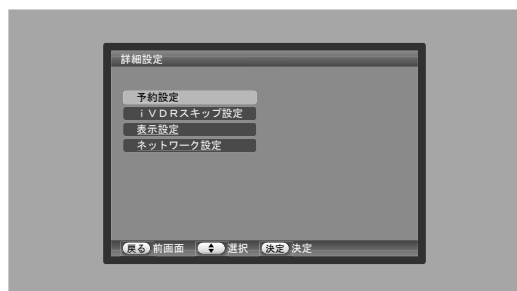 詳細設定
予約設定
iVDRスキップ設定
表示設定
ネットワーク設定
戻る 前画面 選択 決定 決定